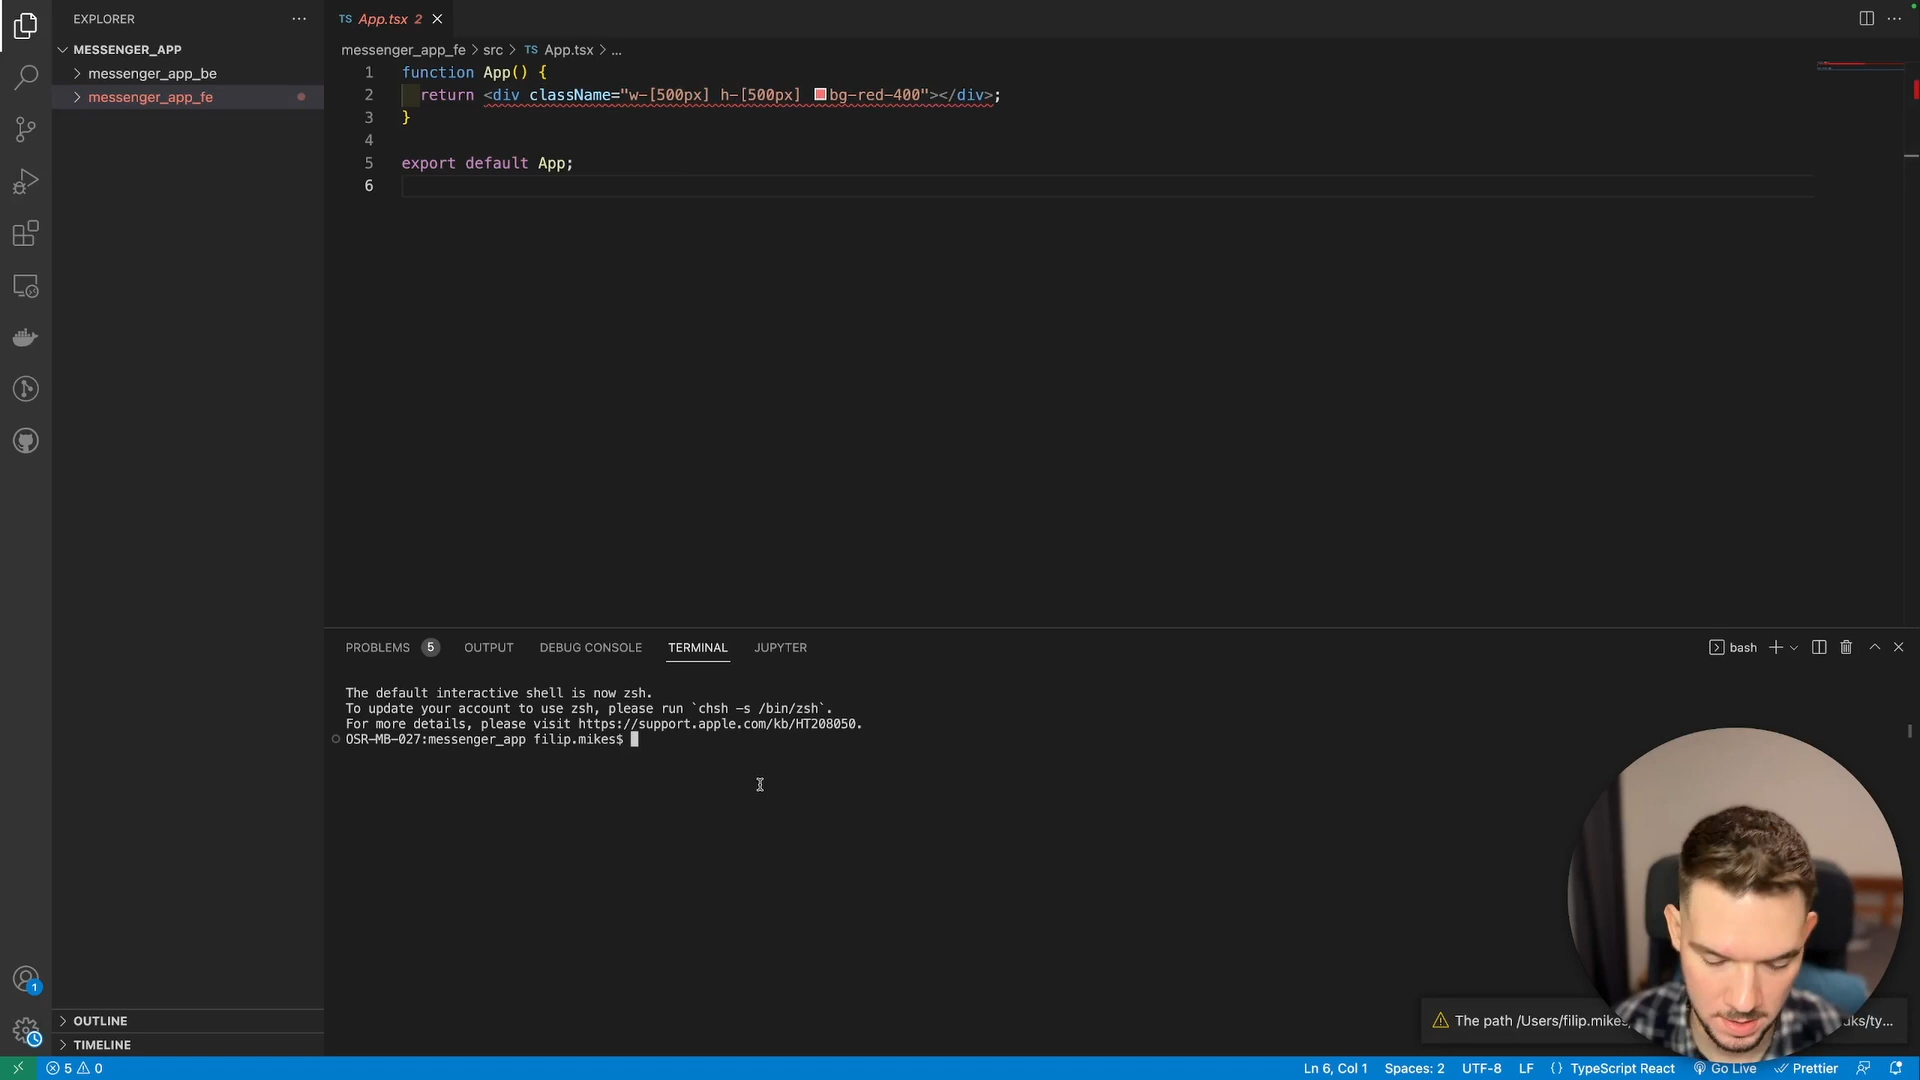 EXPLORER
MESSENGER_APP
messenger_app_be
messenger_app_fe
OUTLINE
TIMELINE
TS App.tsx 2
messenger_app_fe > src > TS App.tsx > ...
1 function App() {
2 return <div className="w-[500px] h-[500px] bg-red-400"></div>;
3 }
4
5 export default App;
6
PROBLEMS 5 OUTPUT DEBUG CONSOLE TERMINAL JUPYTER
bash
The default interactive shell is now zsh.
To update your account to use zsh, please run `chsh -s /bin/zsh`.
For more details, please visit https://support.apple.com/kb/HT208050.
OSR-MB-027:messenger_app filip.mikes$
The path /Users/filip.mikes
1
5 0
Ln 6, Col 1 Spaces: 2 UTF-8 LF {} TypeScript React Go Live Prettier